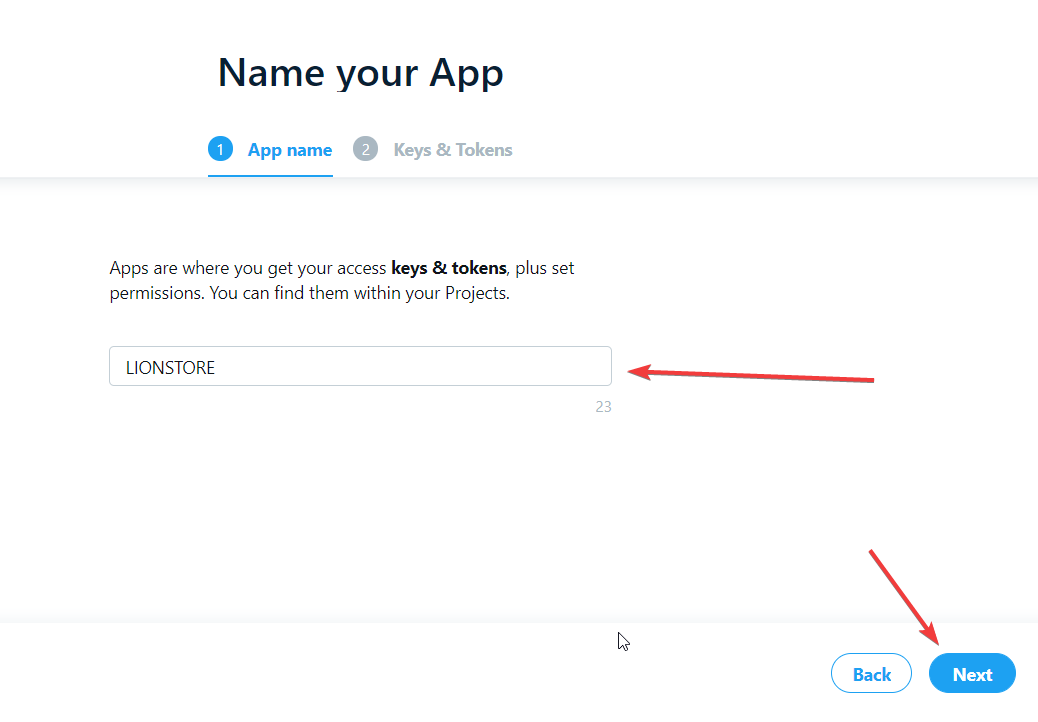 Name your App
1 App name 2 Keys & Tokens
Apps are where you get your access keys & tokens, plus set
permissions. You can find them within your Projects.
LIONSTORE
23
Back Next